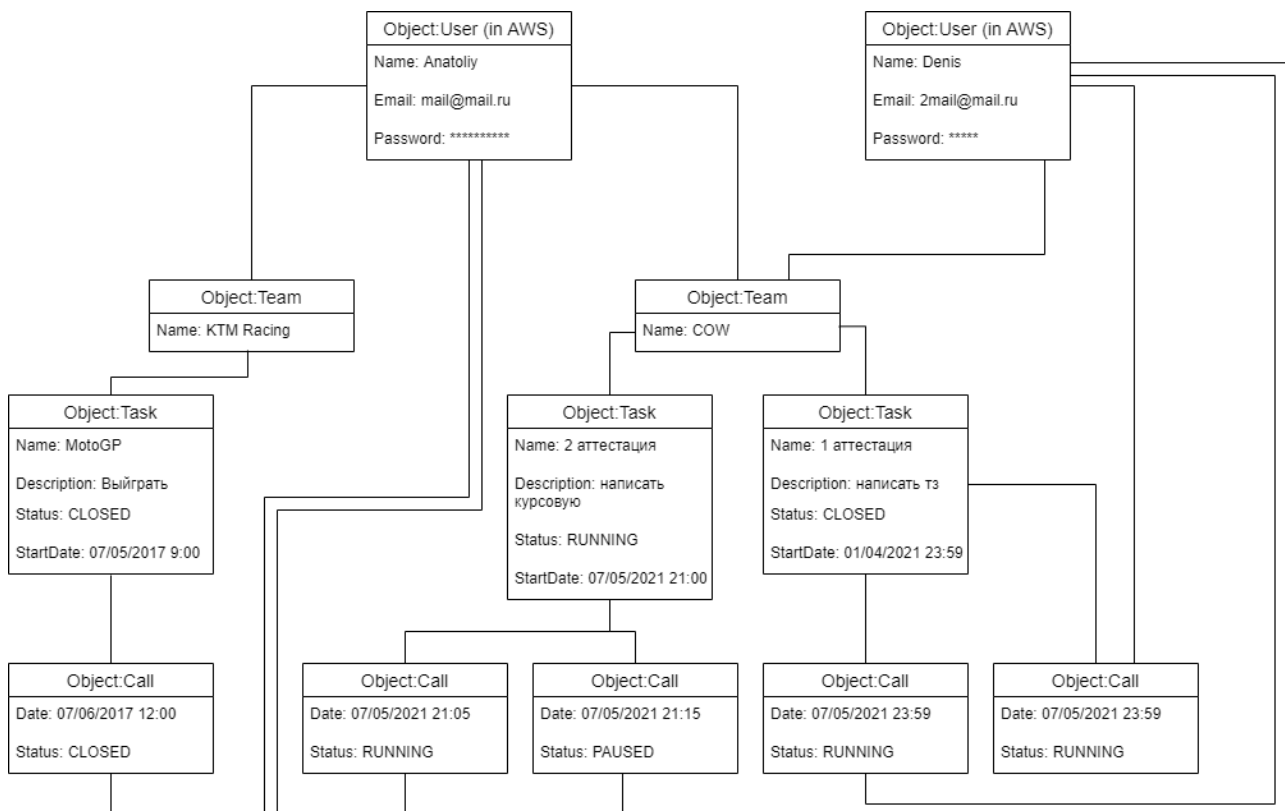 Object:User (in AWS)
Name: Anatoliy
Email: mail@mail.ru
Password: **********
Object:User (in AWS)
Name: Denis
Email: 2mail@mail.ru
Password: *****
Object:Team
Name: KTM Racing
Object:Team
Name: COW
Object:Task
Name: MotoGP
Description: Выйграть
Status: CLOSED
StartDate: 07/05/2017 9:00
Object:Task
Name: 2 аттестация
Description: написать
курсовую
Status: RUNNING
StartDate: 07/05/2021 21:00
Object:Task
Name: 1 аттестация
Description: написать тз
Status: CLOSED
StartDate: 01/04/2021 23:59
Object:Call
Date: 07/06/2017 12:00
Status: CLOSED
Object:Call
Date: 07/05/2021 21:05
Status: RUNNING
Object:Call
Date: 07/05/2021 21:15
Status: PAUSED
Object:Call
Date: 07/05/2021 23:59
Status: RUNNING
Object:Call
Date: 07/05/2021 23:59
Status: RUNNING